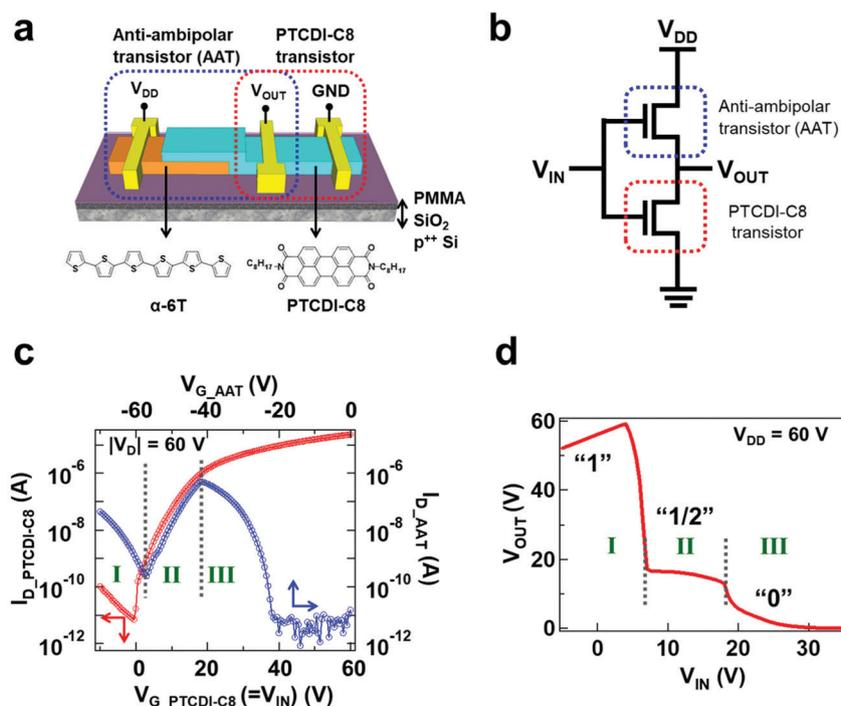 a
Anti-ambipolar
transistor (AAT)
PTCDI-C8
transistor
V_DD
V_OUT
GND
PMMA
SiO₂
p⁺⁺ Si
S S S S S S
α-6T
C₈H₁₇-N N-C₈H₁₇
O O O O
PTCDI-C8
b
V_DD
Anti-ambipolar
transistor (AAT)
V_IN
V_OUT
PTCDI-C8
transistor
c
V_G_AAT (V)
-60 -40 -20 0
|V_D| = 60 V
I_D_PTCDI-C8 (A)
10⁻⁶
10⁻⁸
10⁻¹⁰
10⁻¹²
I II III
10⁻⁶
10⁻⁸
10⁻¹⁰
10⁻¹²
I_D_AAT (A)
0 20 40 60
V_G_PTCDI-C8 (=V_IN) (V)
d
V_DD = 60 V
V_OUT (V)
60
40
20
0
“1”
“1/2”
I II III
“0”
0 10 20 30
V_IN (V)